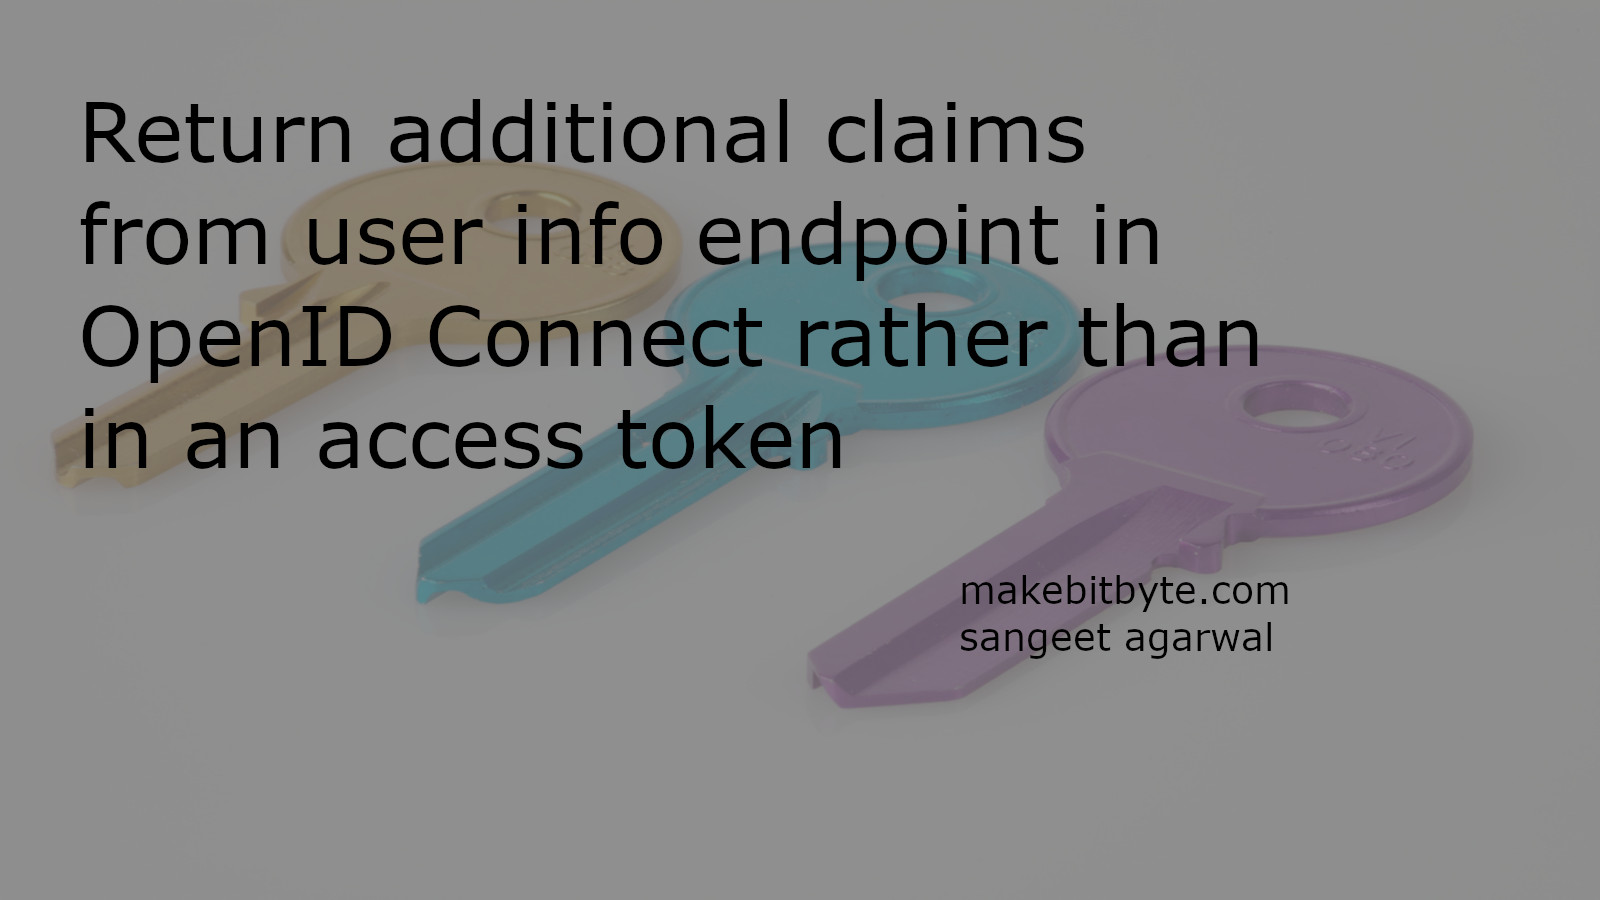 Return additional claims
from user info endpoint in
OpenID Connect rather than
in an access token
makebitbyte.com
sangeet agarwal